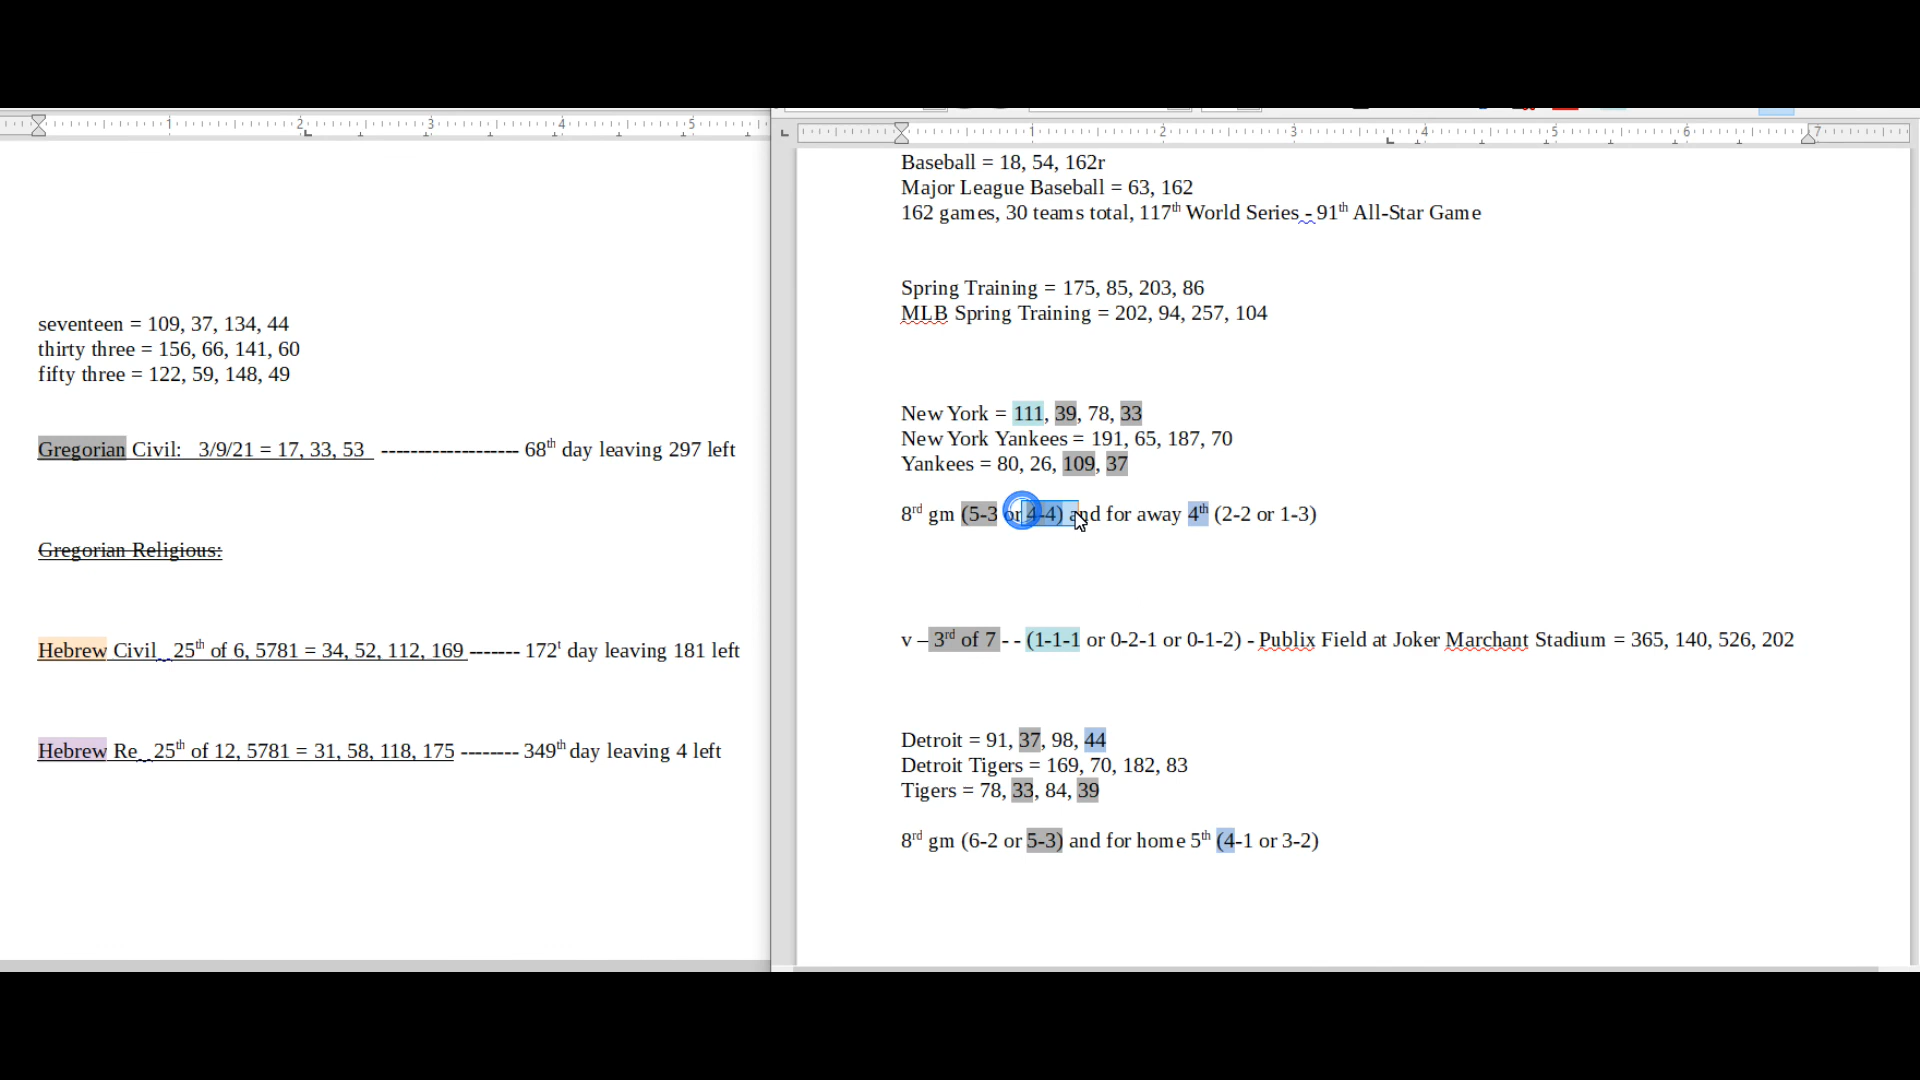 seventeen = 109, 37, 134, 44
thirty three = 156, 66, 141, 60
fifty three = 122, 59, 148, 49
Gregorian Civil: 3/9/21 = 17, 33, 53 ------------------- 68th day leaving 297 left
Gregorian Religious:
Hebrew Civil 25th of 6, 5781 = 34, 52, 112, 169 ------- 172t day leaving 181 left
Hebrew Re 25th of 12, 5781 = 31, 58, 118, 175 -------- 349th day leaving 4 left
Baseball = 18, 54, 162r
Major League Baseball = 63, 162
162 games, 30 teams total, 117th World Series - 91th All-Star Game
Spring Training = 175, 85, 203, 86
MLB Spring Training = 202, 94, 257, 104
New York = 111, 39, 78, 33
New York Yankees = 191, 65, 187, 70
Yankees = 80, 26, 109, 37
8rd gm (5-3 or 4-4) and for away 4th (2-2 or 1-3)
v – 3rd of 7 - - (1-1-1 or 0-2-1 or 0-1-2) - Publix Field at Joker Marchant Stadium = 365, 140, 526, 202
Detroit = 91, 37, 98, 44
Detroit Tigers = 169, 70, 182, 83
Tigers = 78, 33, 84, 39
8rd gm (6-2 or 5-3) and for home 5th (4-1 or 3-2)